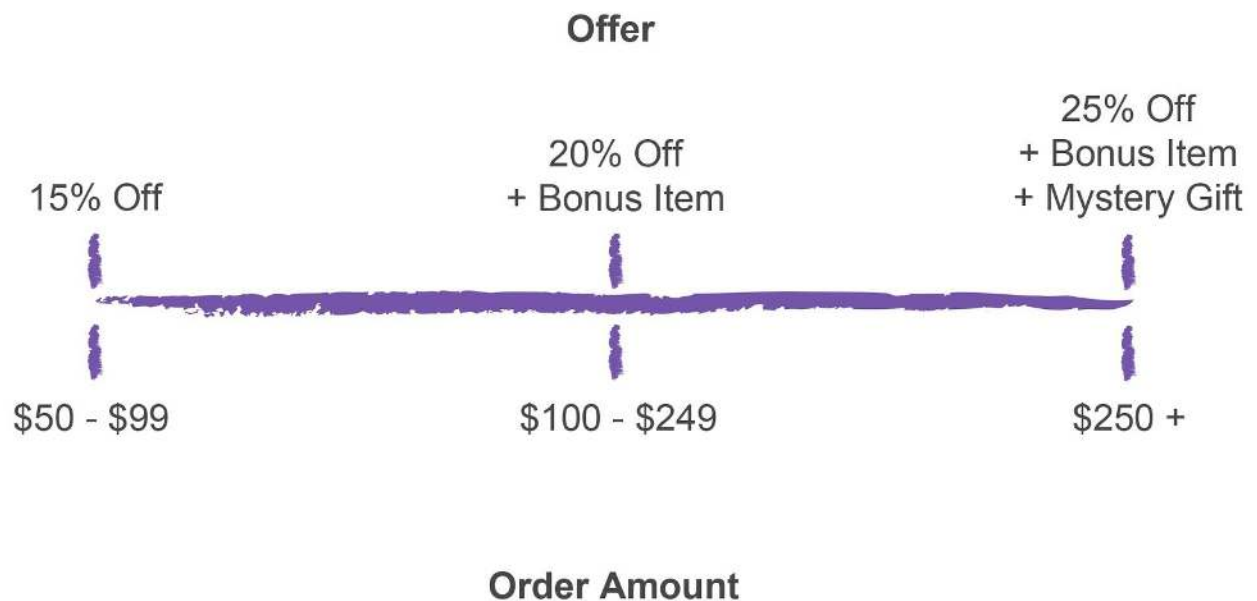 Offer
15% Off
20% Off
+ Bonus Item
25% Off
+ Bonus Item
+ Mystery Gift
$50 - $99
$100 - $249
$250 +
Order Amount